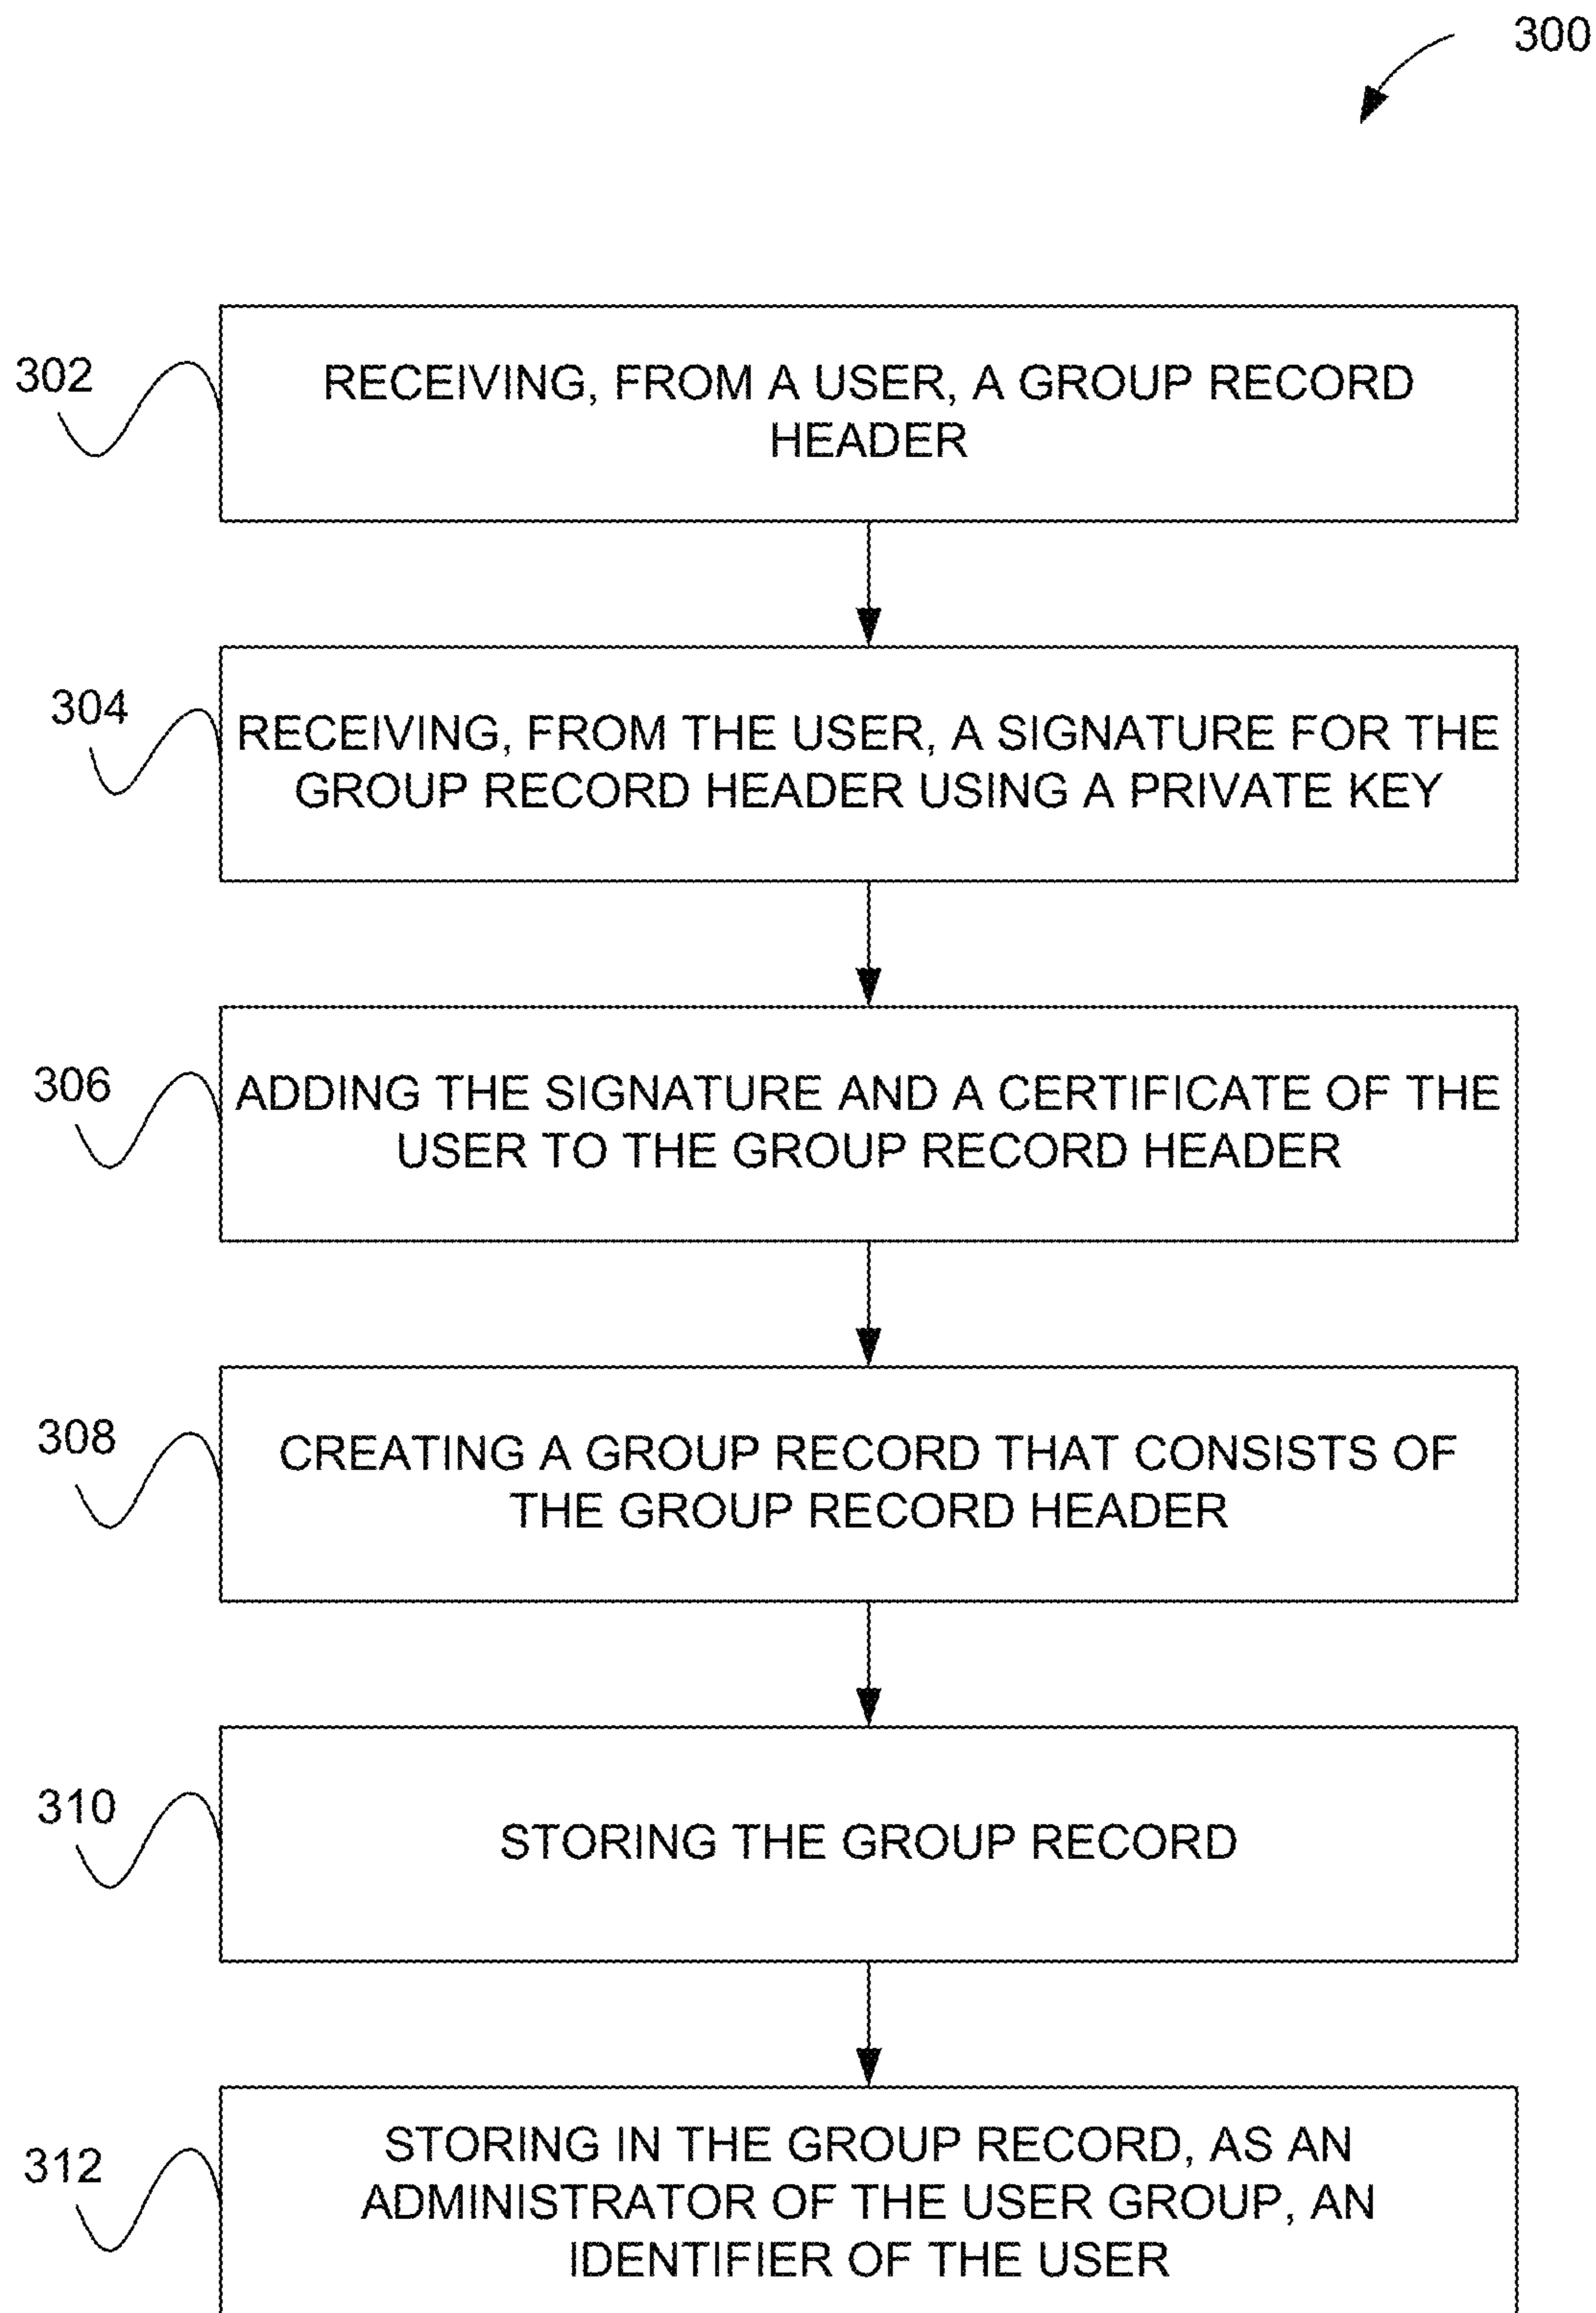 300
302
RECEIVING, FROM A USER, A GROUP RECORD
HEADER
304
RECEIVING, FROM THE USER, A SIGNATURE FOR THE
GROUP RECORD HEADER USING A PRIVATE KEY
306
ADDING THE SIGNATURE AND A CERTIFICATE OF THE
USER TO THE GROUP RECORD HEADER
308
CREATING A GROUP RECORD THAT CONSISTS OF
THE GROUP RECORD HEADER
310
STORING THE GROUP RECORD
312
STORING IN THE GROUP RECORD, AS AN
ADMINISTRATOR OF THE USER GROUP, AN
IDENTIFIER OF THE USER